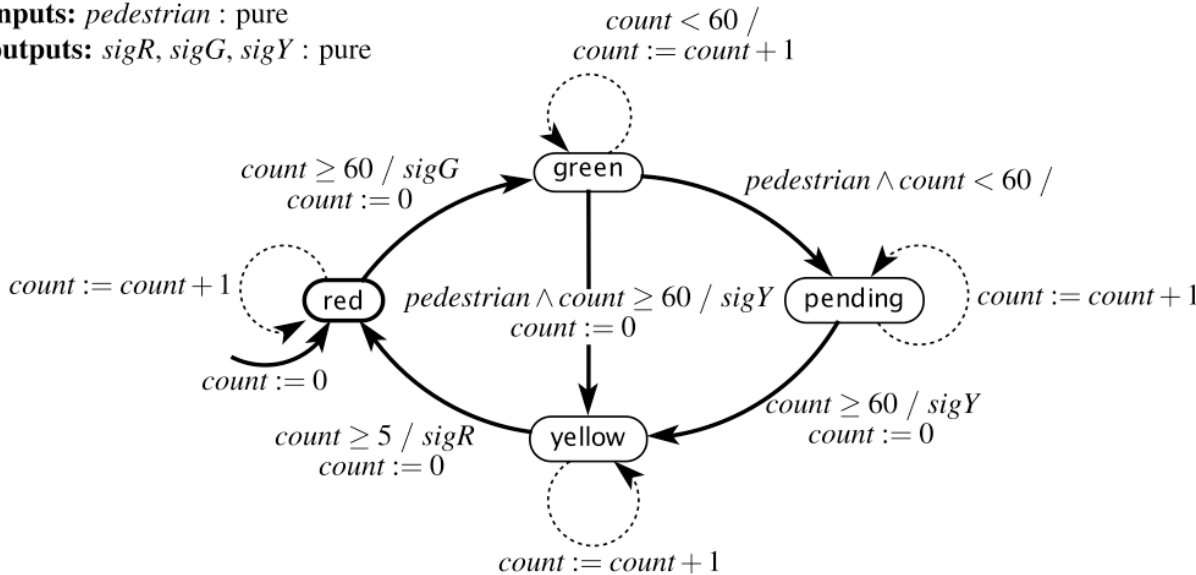 nputs: pedestrian : pure
outputs: sigR, sigG, sigY : pure
count < 60 /
count := count + 1
green
count ≥ 60 / sigG
count := 0
pedestrian ∧ count < 60 /
count := count + 1
red
pedestrian ∧ count ≥ 60 / sigY
count := 0
pending
count := count + 1
count := 0
count ≥ 5 / sigR
count := 0
yellow
count ≥ 60 / sigY
count := 0
count := count + 1